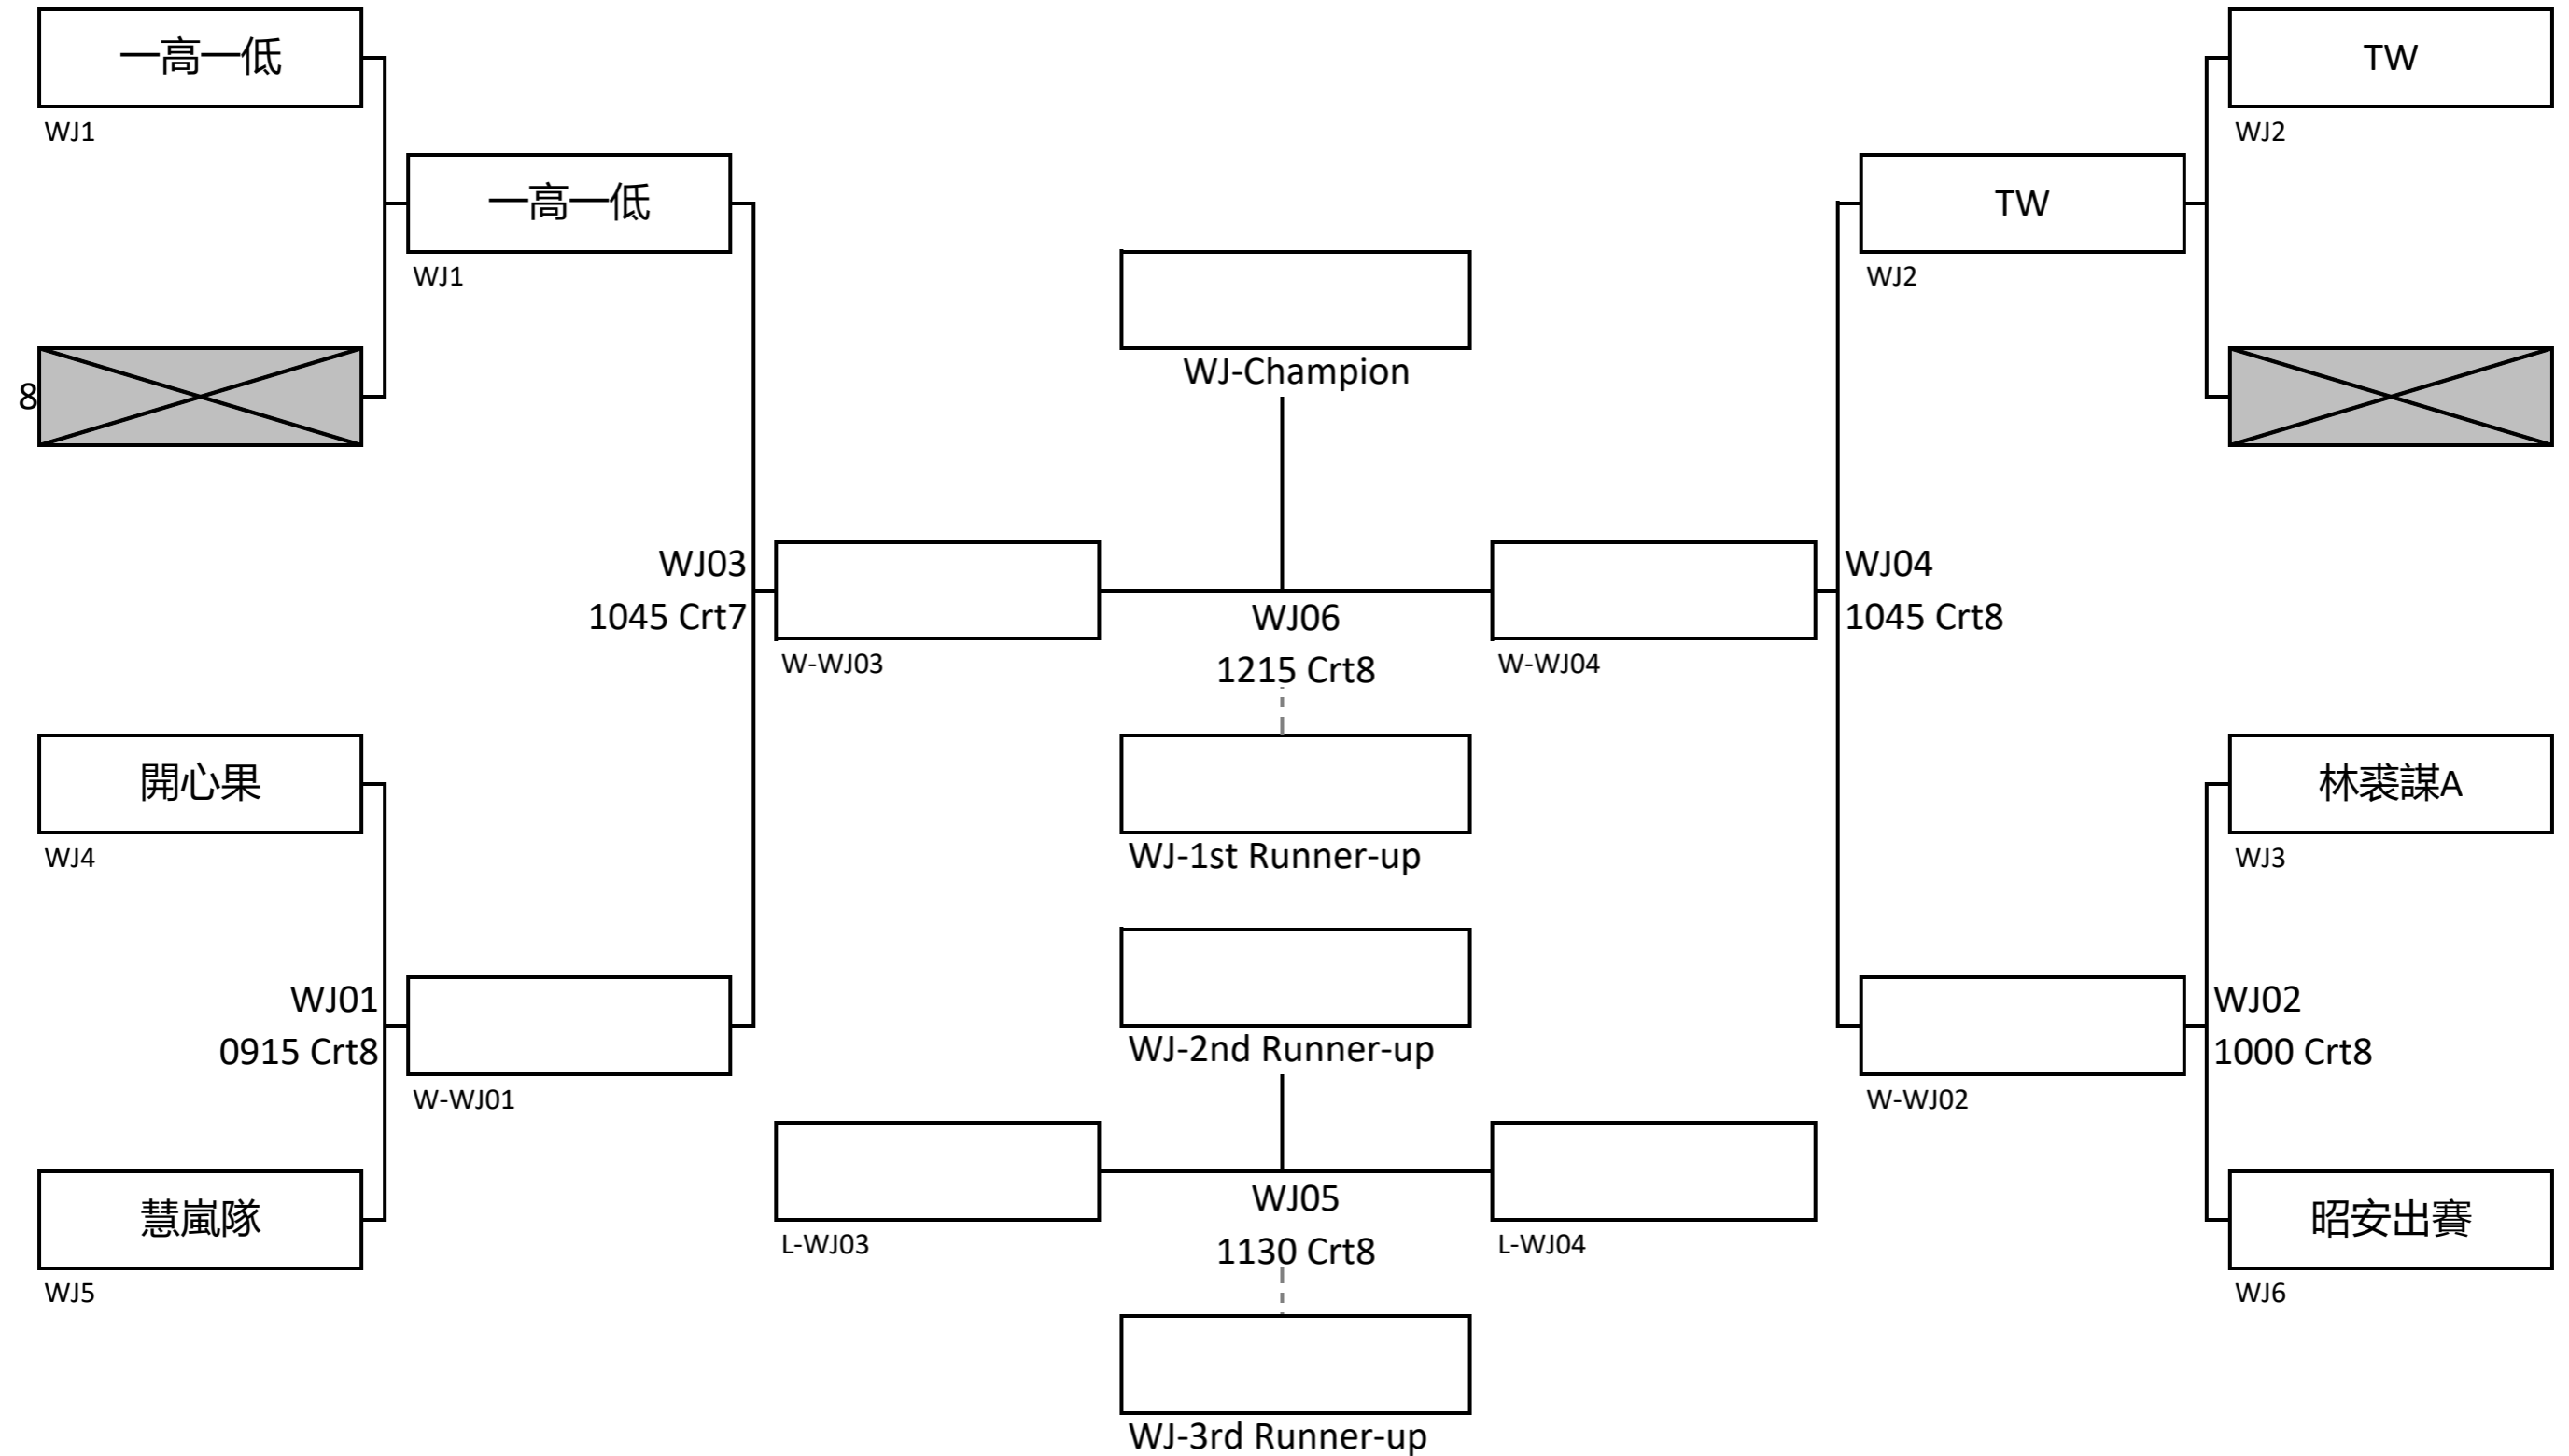 一高一低
WJ1
一高一低
WJ1
8
WJ03
1045 Crt7
開心果
WJ4
WJ01
0915 Crt8
W-WJ01
慧嵐隊
WJ5
WJ-Champion
W-WJ03
WJ06
1215 Crt8
W-WJ04
WJ-1st Runner-up
WJ-2nd Runner-up
L-WJ03
WJ05
1130 Crt8
L-WJ04
WJ-3rd Runner-up
TW
WJ2
TW
WJ2
WJ04
1045 Crt8
林裘謀A
WJ3
WJ02
1000 Crt8
W-WJ02
昭安出賽
WJ6